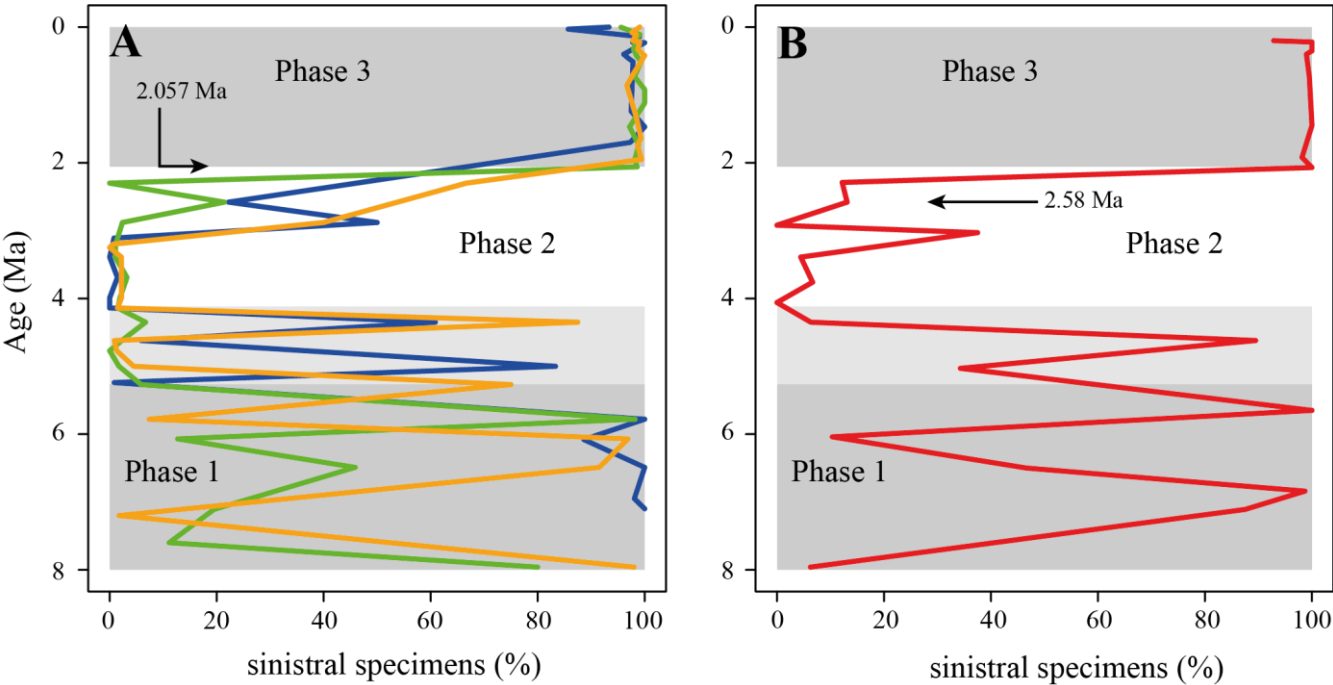 A
B
Phase 3
Phase 3
2.057 Ma
2.58 Ma
Phase 2
Phase 2
Phase 1
Phase 1
Age (Ma)
0
2
4
6
8
0
2
4
6
8
0 20 40 60 80 100
0 20 40 60 80 100
sinistral specimens (%)
sinistral specimens (%)